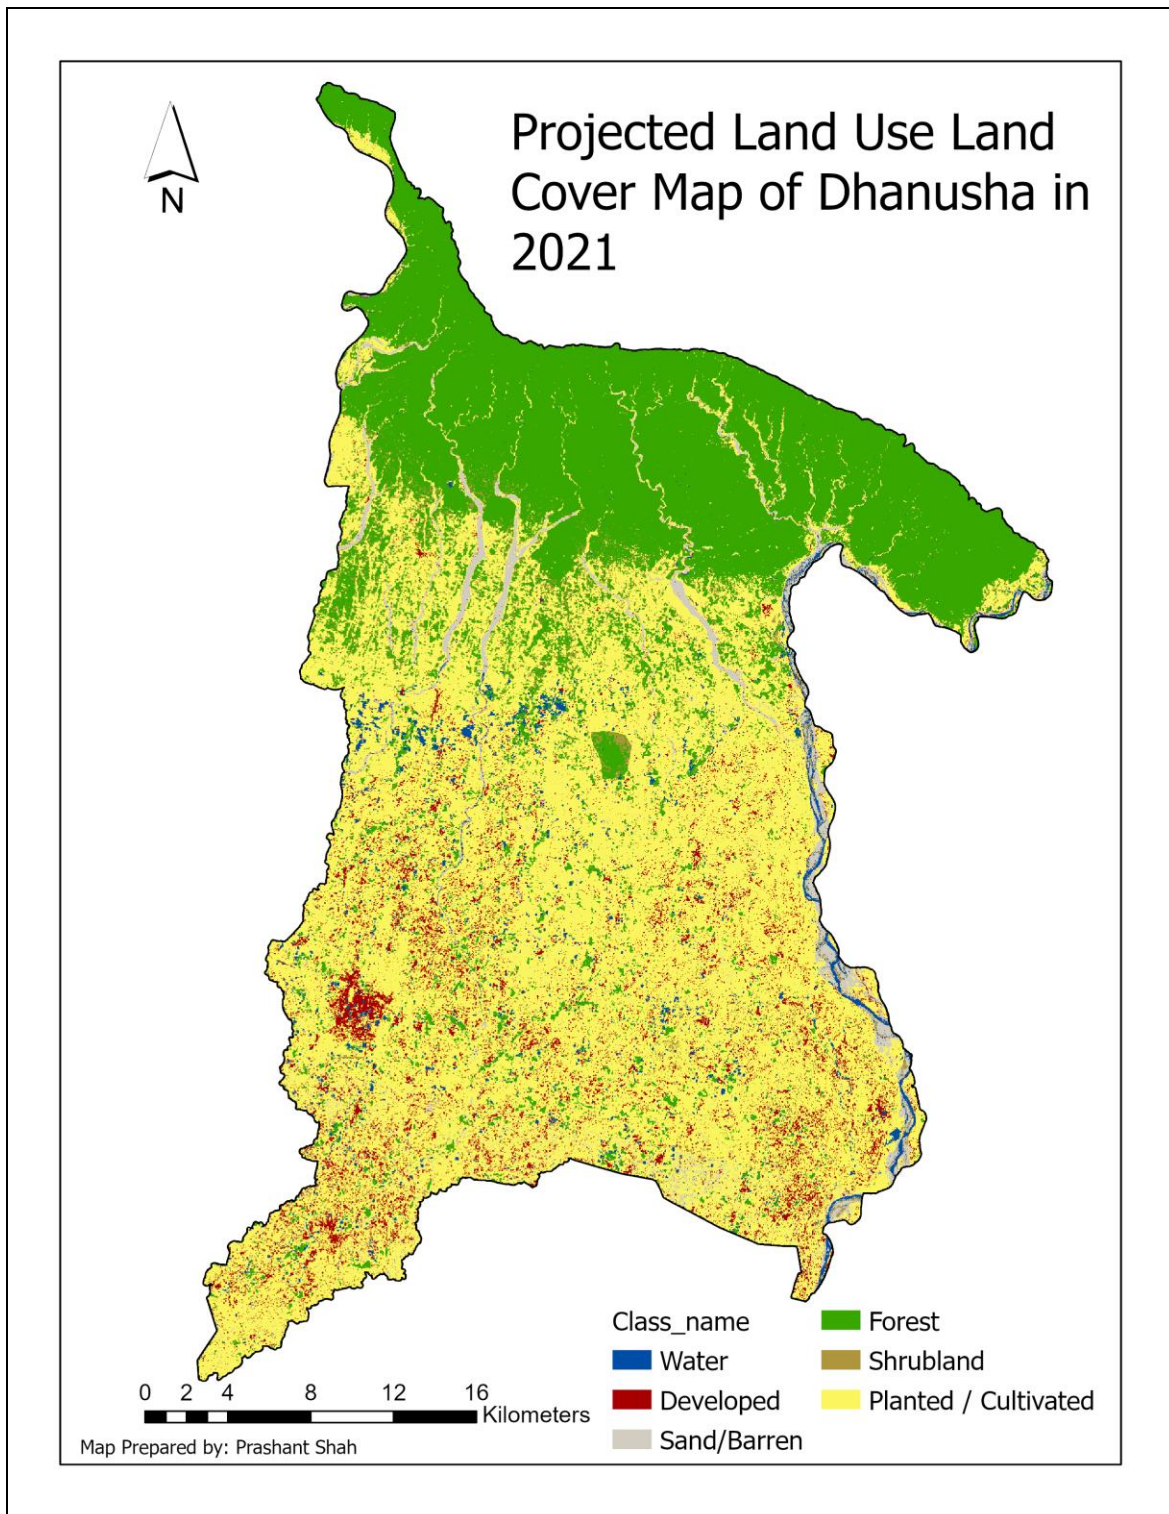 Projected Land Use Land
Cover Map of Dhanusha in
2021
N
Class_name
Water
Developed
Sand/Barren
Forest
Shrubland
Planted / Cultivated
0 2 4 8 12 16
Kilometers
Map Prepared by: Prashant Shah